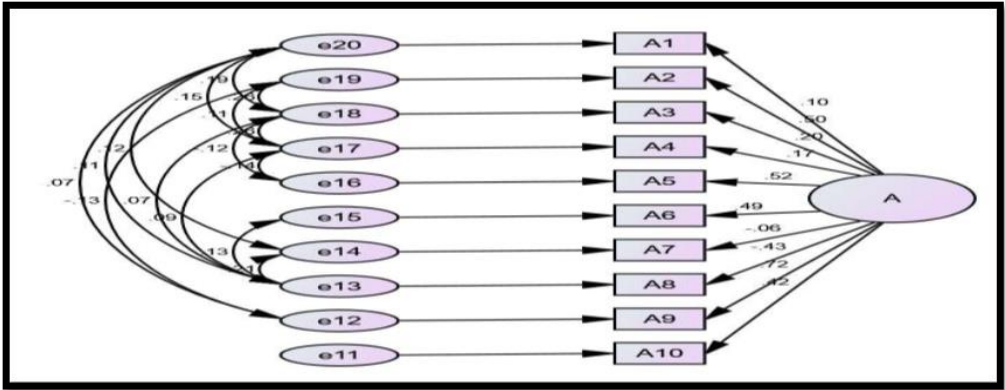 e20 A1
.19 e19 A2
.15 .10
.11 e18 A3 .50
.20
.12 .12 e17 A4 .17
.11 .14
.07 e16 A5 .52 A
-.13 .07
.09 e15 A6 .49
-.06
.13 e14 A7 -.43
.72
e13 A8 .42
e12 A9
e11 A10